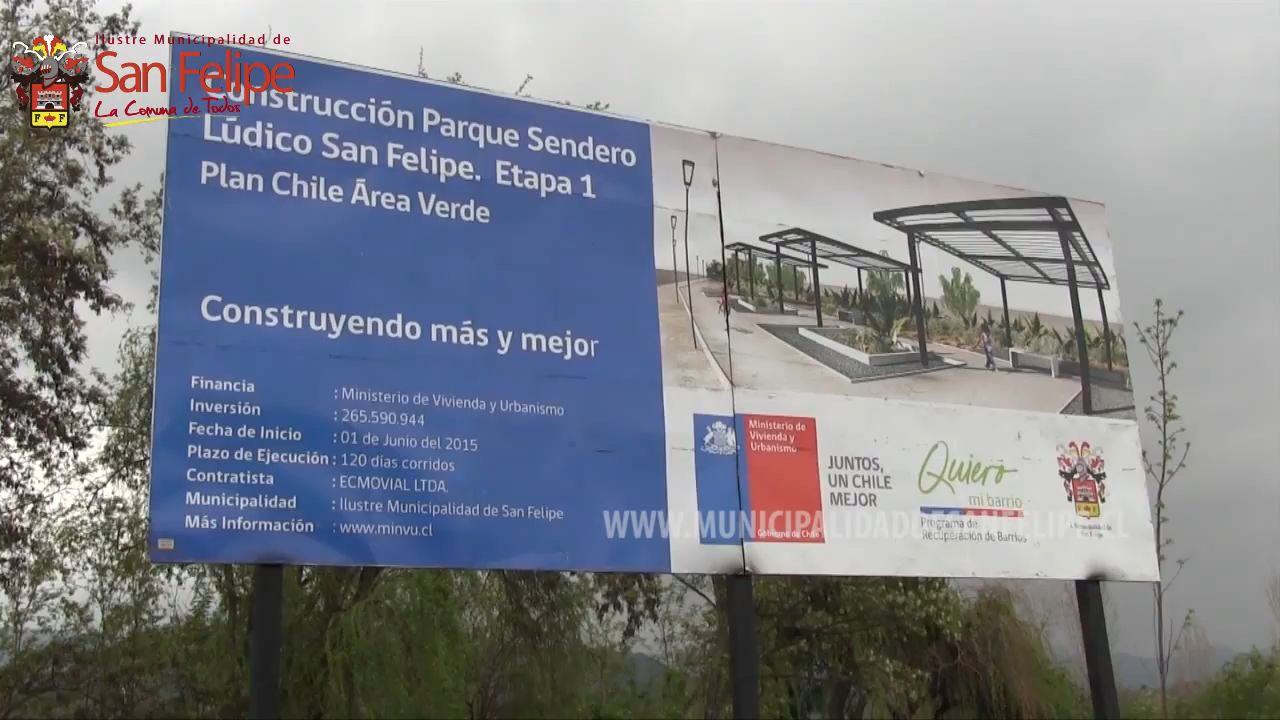 Ilustre Municipalidad de
San Felipe
La Comuna de Todos
F F
Construcción Parque Sendero
Lúdico San Felipe. Etapa 1
Plan Chile Área Verde
Construyendo más y mejor
Financia : Ministerio de Vivienda y Urbanismo
Inversión : 265.590.944
Fecha de Inicio : 01 de Junio del 2015
Plazo de Ejecución : 120 días corridos
Contratista : ECMOVIAL LTDA.
Municipalidad : Ilustre Municipalidad de San Felipe
Más Información : www.minvu.cl
Ministerio de
Vivienda y
Urbanismo
Gobierno de Chile
JUNTOS,
UN CHILE
MEJOR
Quiero
mi barrio
Programa de
Recuperación de Barrios
WWW.MUNICIPALIDADDESANFELIPE.CL